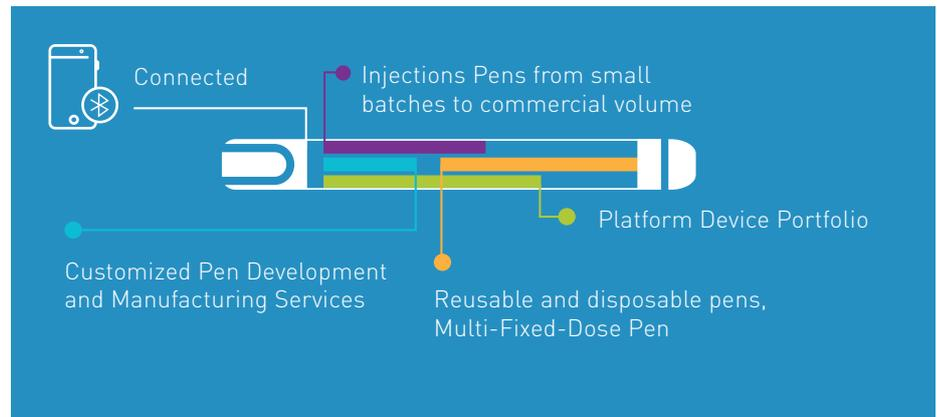 Connected
Injections Pens from small
batches to commercial volume
Platform Device Portfolio
Customized Pen Development
and Manufacturing Services
Reusable and disposable pens,
Multi-Fixed-Dose Pen